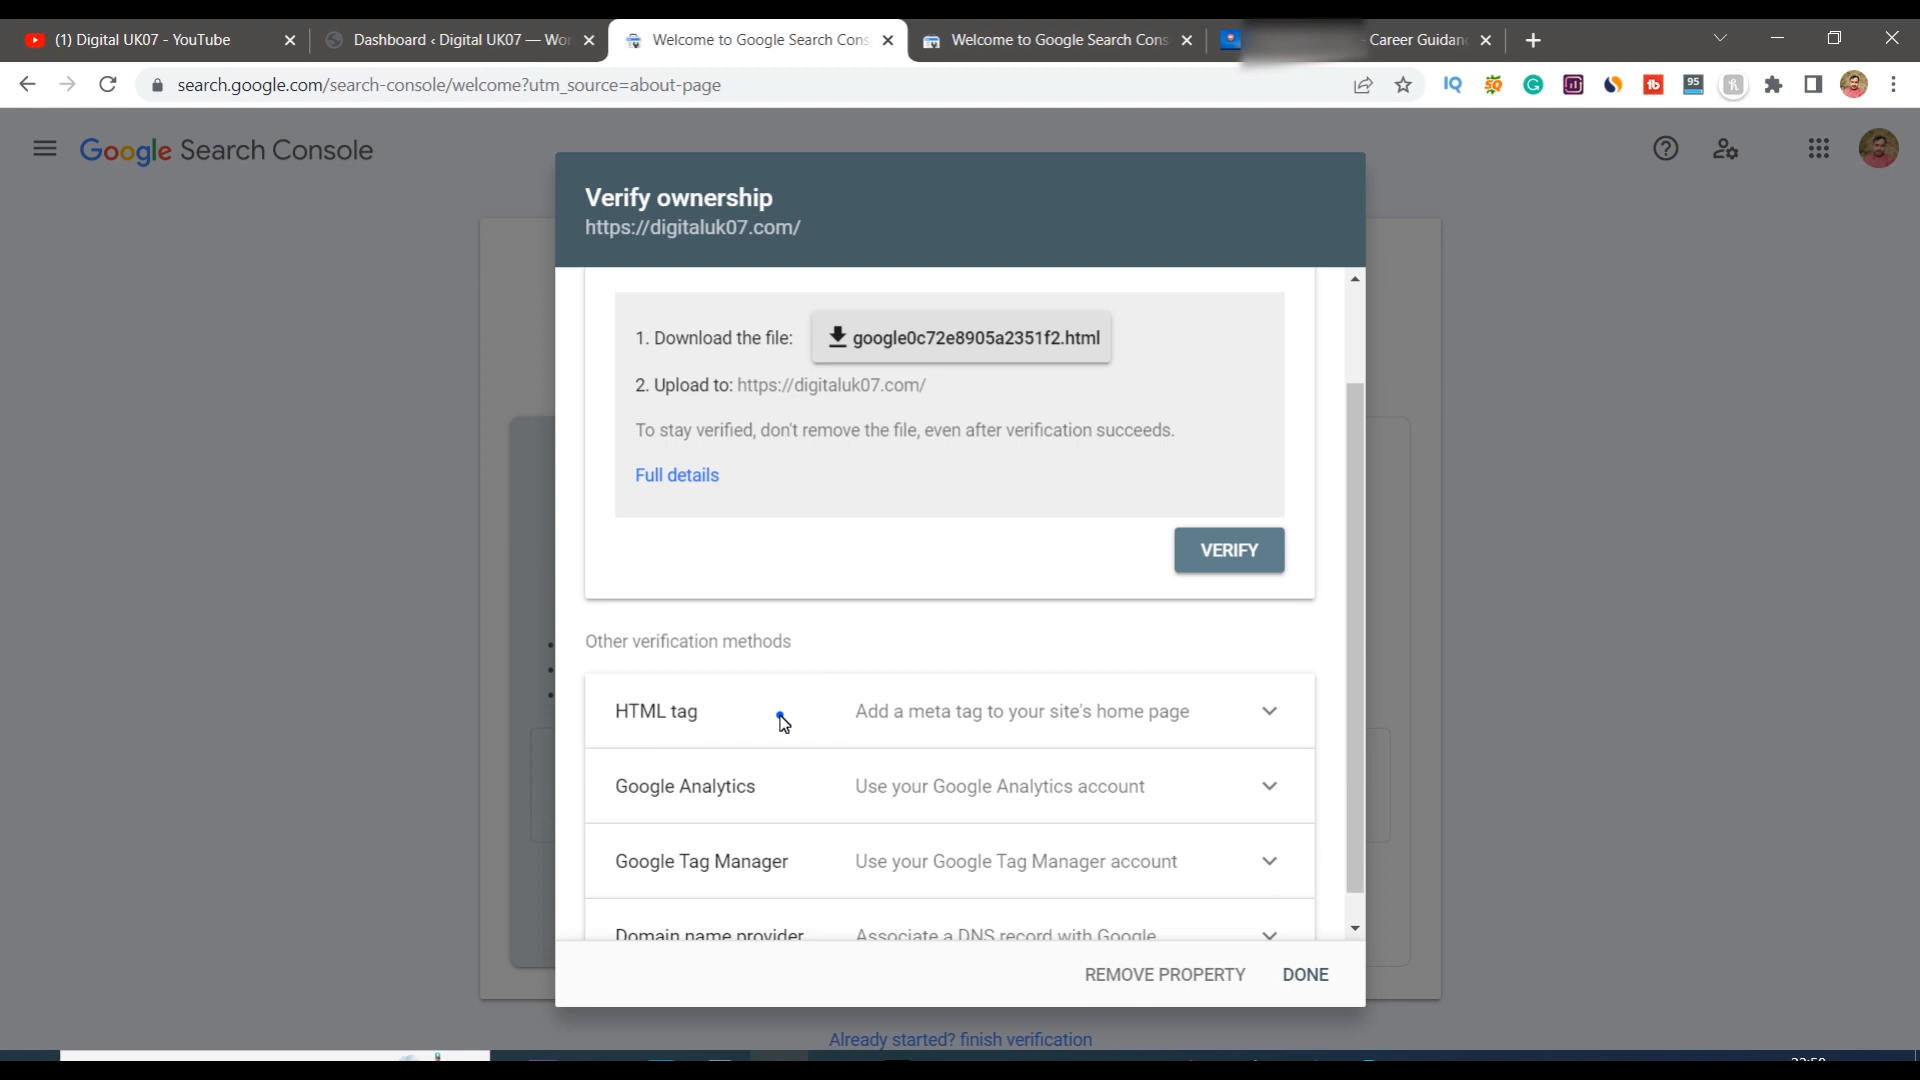 (1) Digital UK07 - YouTube
Dashboard ‹ Digital UK07 — Wor
Welcome to Google Search Cons
Welcome to Google Search Cons
- Career Guidan
search.google.com/search-console/welcome?utm_source=about-page
IQ
SQ
G
tb
95
Google Search Console
Verify ownership
https://digitaluk07.com/
1. Download the file: google0c72e8905a2351f2.html
2. Upload to: https://digitaluk07.com/
To stay verified, don't remove the file, even after verification succeeds.
Full details
VERIFY
Other verification methods
HTML tag Add a meta tag to your site's home page
Google Analytics Use your Google Analytics account
Google Tag Manager Use your Google Tag Manager account
Domain name provider Associate a DNS record with Google
REMOVE PROPERTY DONE
Already started? finish verification